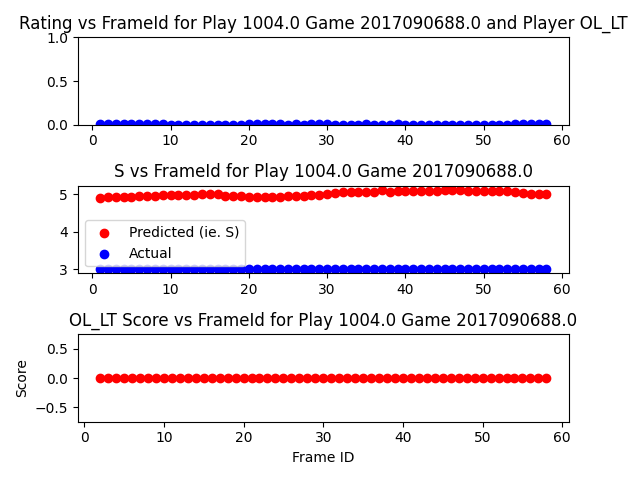 Rating vs FrameId for Play 1004.0 Game 2017090688.0 and Player OL_LT
1.0
0.5
0.0
0 10 20 30 40 50 60
S vs FrameId for Play 1004.0 Game 2017090688.0
5
4
3
Predicted (ie. S)
Actual
0 10 20 30 40 50 60
OL_LT Score vs FrameId for Play 1004.0 Game 2017090688.0
Score
0.5
0.0
−0.5
0 10 20 30 40 50 60
Frame ID